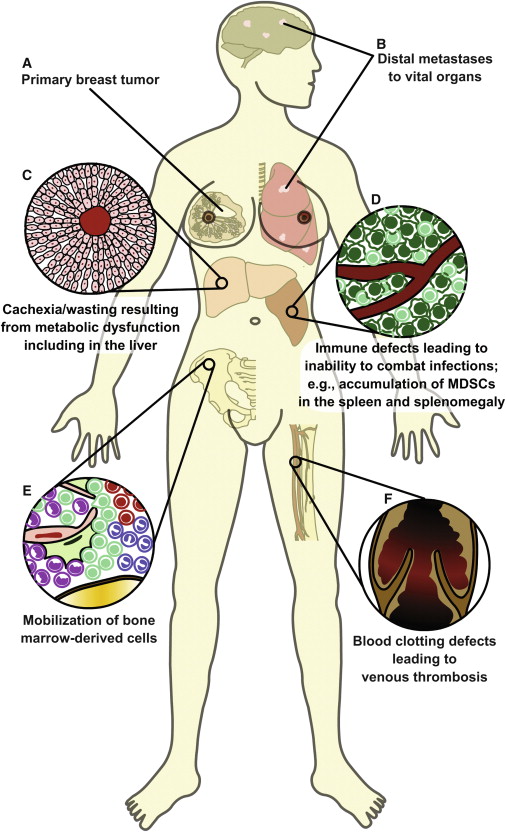 A
Primary breast tumor
B
Distal metastases
to vital organs
C
Cachexia/wasting resulting
from metabolic dysfunction
including in the liver
D
Immune defects leading to
inability to combat infections;
e.g., accumulation of MDSCs
in the spleen and splenomegaly
E
Mobilization of bone
marrow-derived cells
F
Blood clotting defects
leading to
venous thrombosis